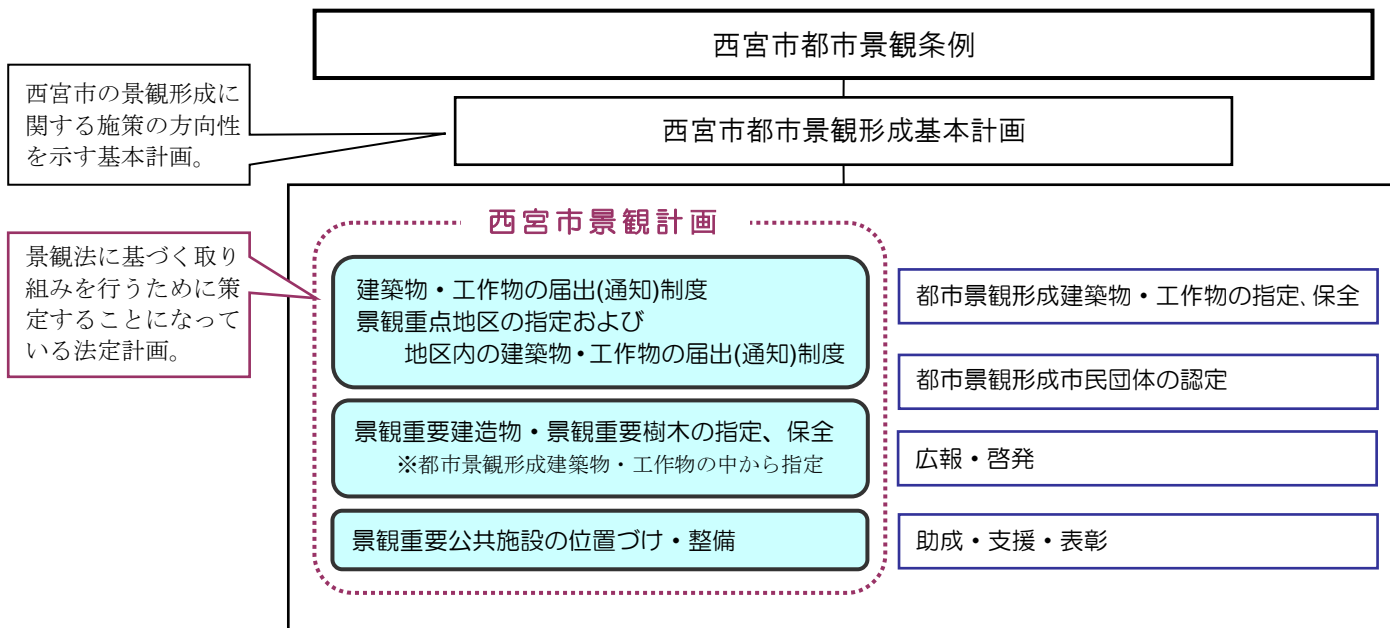 西宮市都市景観条例
西宮市の景観形成に
関する施策の方向性
を示す基本計画。
西宮市都市景観形成基本計画
西宮市景観計画
景観法に基づく取り
組みを行うために策
定することになって
いる法定計画。
建築物・工作物の届出(通知)制度
景観重点地区の指定および
地区内の建築物・工作物の届出(通知)制度
景観重要建造物・景観重要樹木の指定、保全
※都市景観形成建築物・工作物の中から指定
景観重要公共施設の位置づけ・整備
都市景観形成建築物・工作物の指定、保全
都市景観形成市民団体の認定
広報・啓発
助成・支援・表彰